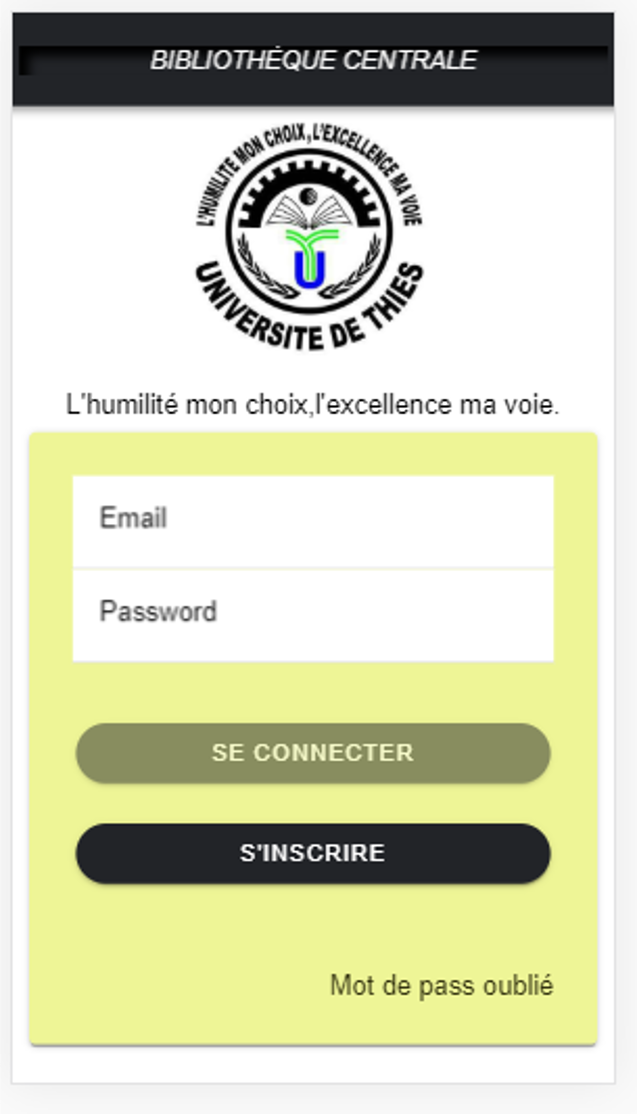 BIBLIOTHÈQUE CENTRALE
L'HUMILITE MON CHOIX, L'EXCELLENCE MA VOIE
U
UNIVERSITE DE THIES
L'humilité mon choix,l'excellence ma voie.
Email
Password
SE CONNECTER
S'INSCRIRE
Mot de pass oublié